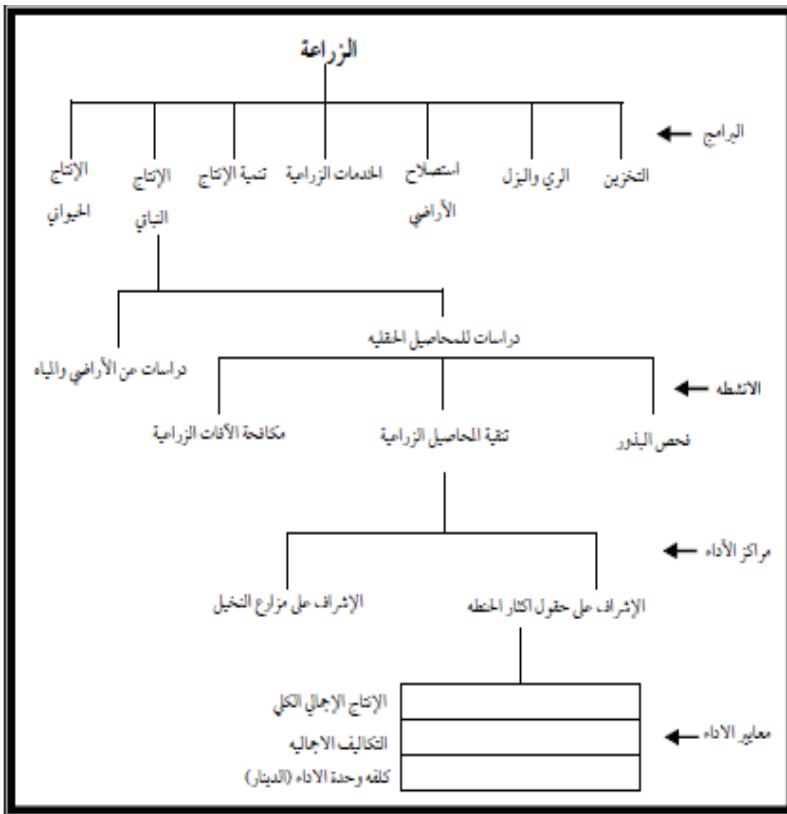 الزراعة
البرامج
التخزين
الري والبزل
استصلاح
الأراضي
الخدمات الزراعية
تنمية الإنتاج
الإنتاج
النباتي
الإنتاج
الحيواني
دراسات للمحاصيل الحقليه
دراسات عن الأراضي والمياه
الانشطه
فحص البذور
تنقية المحاصيل الزراعية
مكافحة الآفات الزراعية
مراكز الأداء
الإشراف على حقول اكثار الحنطه
الإشراف على مزارع النخيل
معايير الاداء
الإنتاج الإجمالي الكلي
التكاليف الاجماليه
كلفه وحدة الاداء (الدينار)